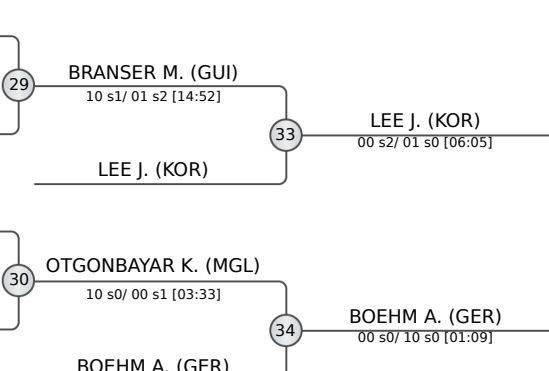 29
BRANSER M. (GUI)
10 s1/ 01 s2 [14:52]
LEE J. (KOR)
33
LEE J. (KOR)
00 s2/ 01 s0 [06:05]
30
OTGONBAYAR K. (MGL)
10 s0/ 00 s1 [03:33]
34
BOEHM A. (GER)
00 s0/ 10 s0 [01:09]
BOEHM A. (GER)